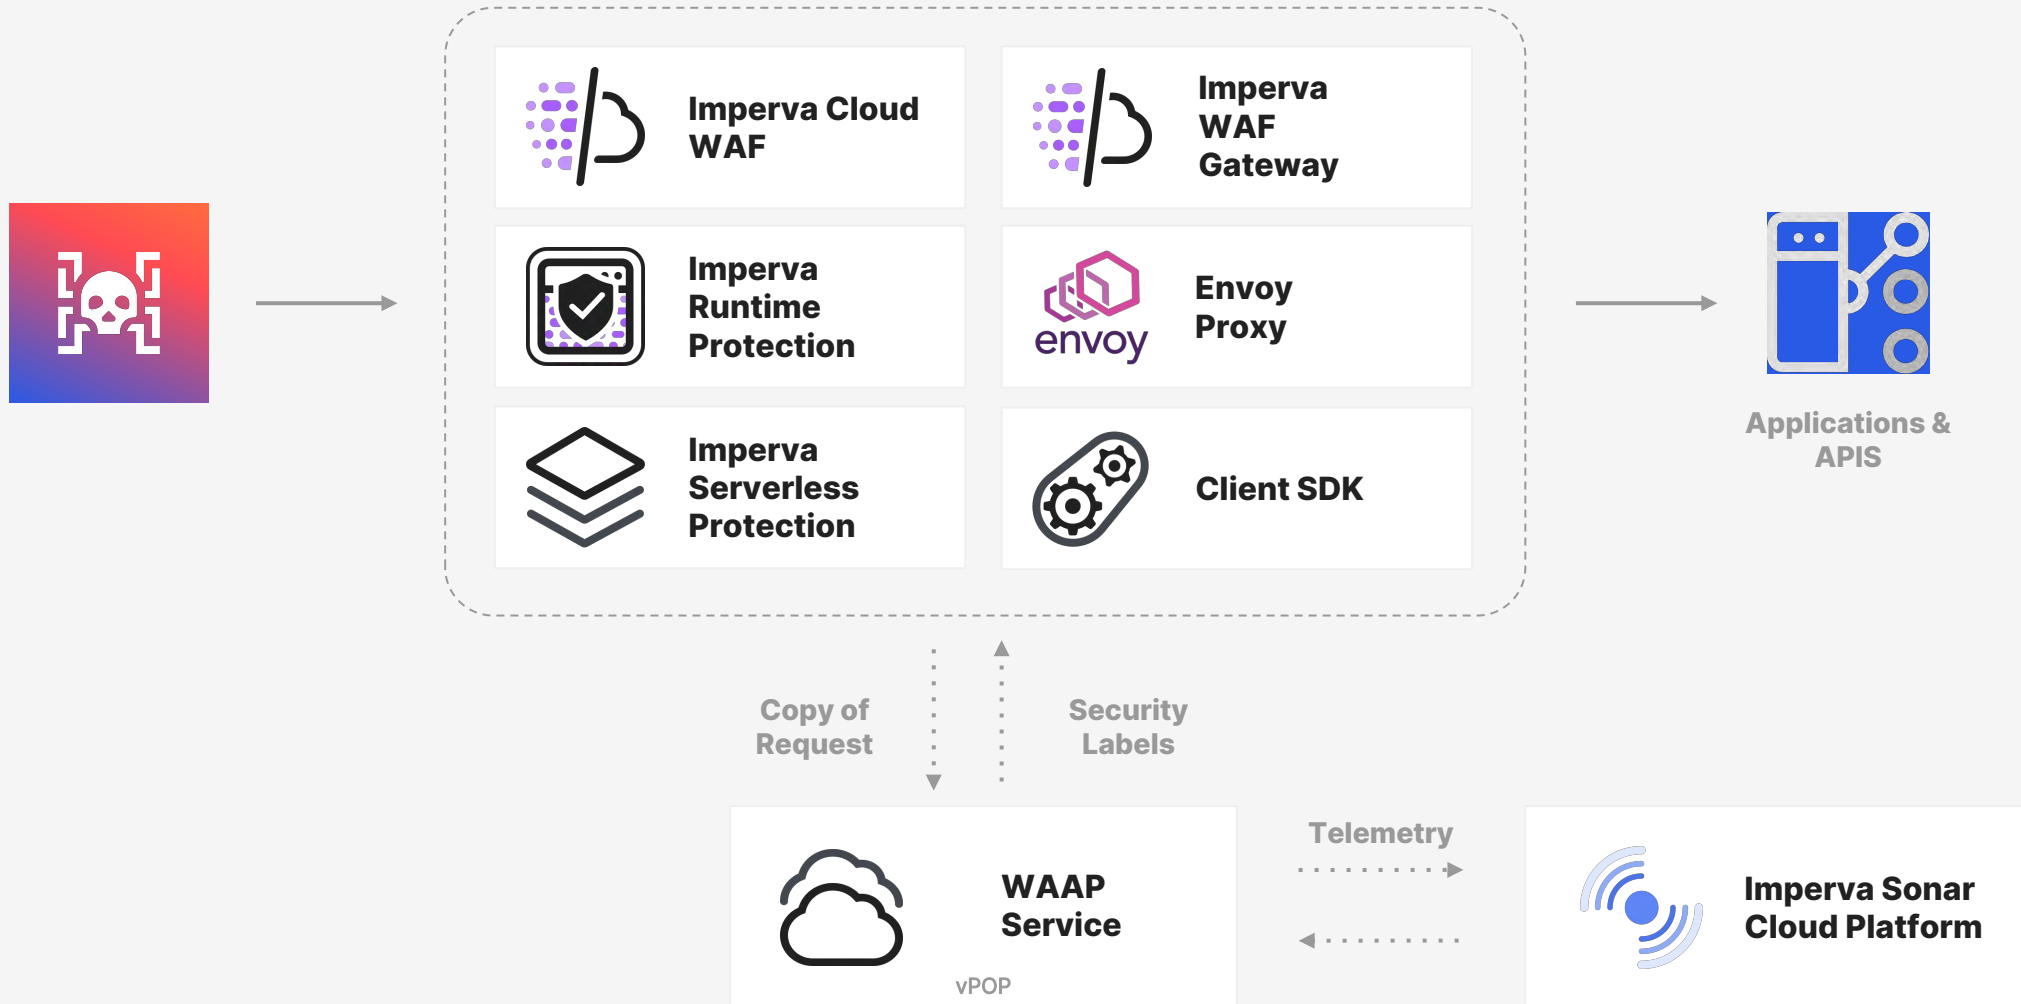 Imperva Cloud
WAF
Imperva
WAF
Gateway
Imperva
Runtime
Protection
envoy
Envoy
Proxy
Imperva
Serverless
Protection
Client SDK
Applications &
APIS
Copy of
Request
Security
Labels
WAAP
Service
vPOP
Telemetry
Imperva Sonar
Cloud Platform